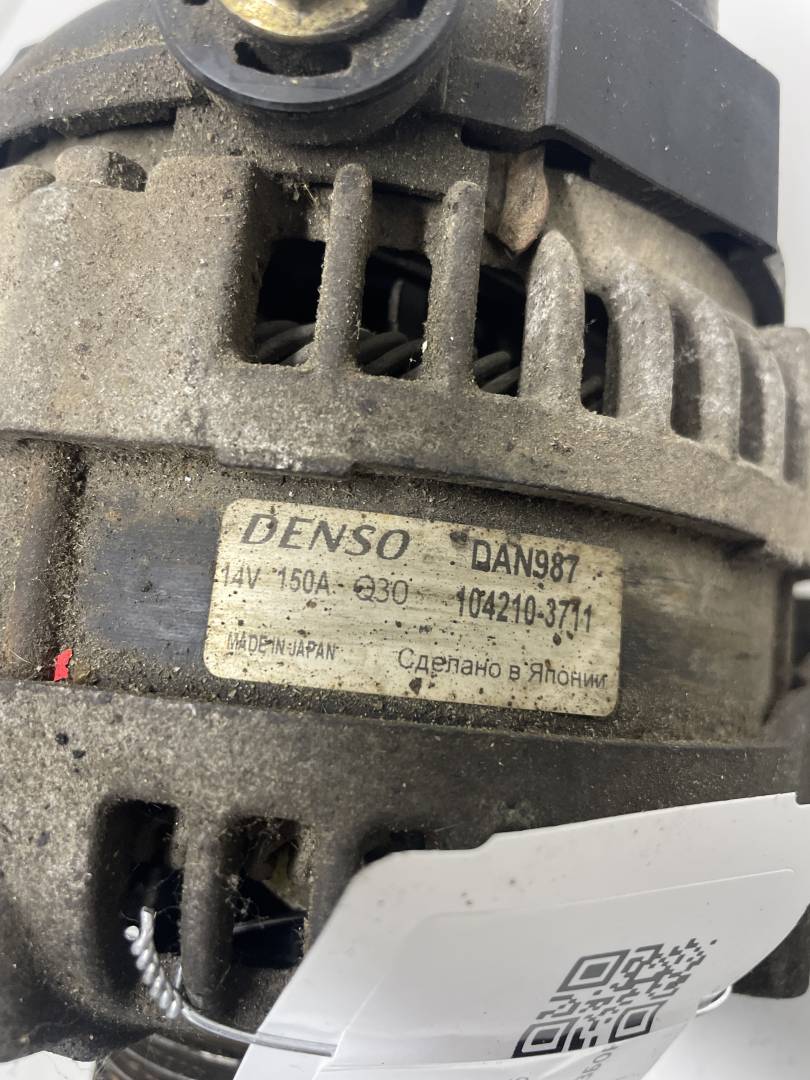 DENSO DAN987
14V 150A Q30 104210-3711
MADE IN JAPAN Сделано в Японии